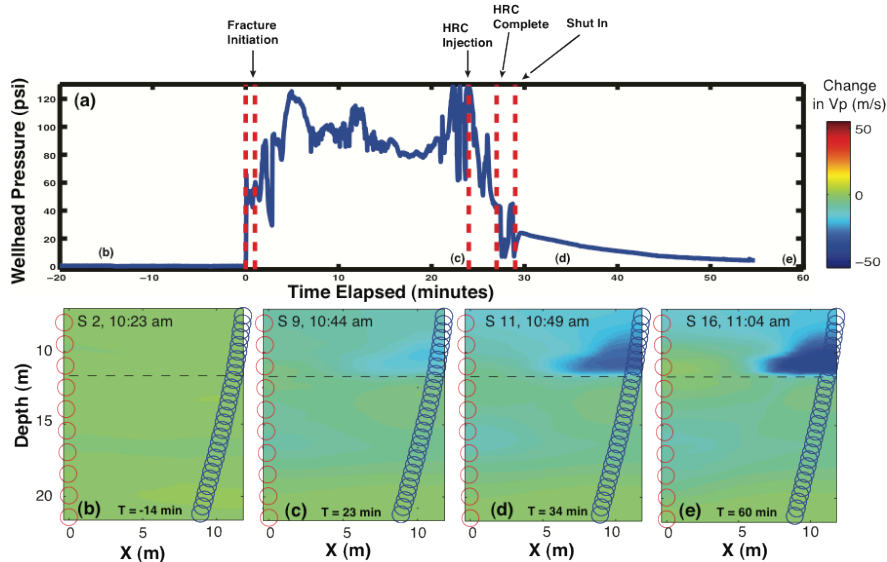 Fracture
Initiation
HRC
Injection
HRC
Complete
Shut In
Wellhead Pressure (psi)
120
100
80
60
40
20
0
(a)
(b)
(c)
(d)
(e)
−20
−10
0
10
20
30
40
50
60
Time Elapsed (minutes)
Change
in Vp (m/s)
50
0
−50
Depth (m)
10
15
20
S 2, 10:23 am
(b)
T = -14 min
0
5
10
X (m)
S 9, 10:44 am
(c)
T = 23 min
0
5
10
X (m)
S 11, 10:49 am
(d)
T = 34 min
0
5
10
X (m)
S 16, 11:04 am
(e)
T = 60 min
0
5
10
X (m)